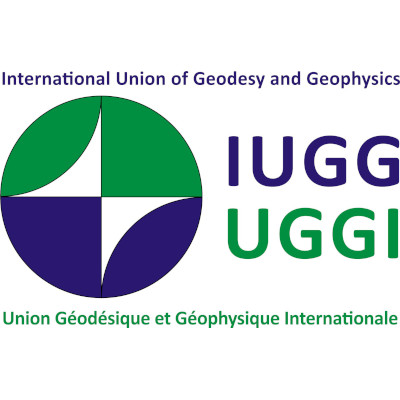 International Union of Geodesy and Geophysics
IUGG
UGGI
Union Géodésique et Géophysique Internationale